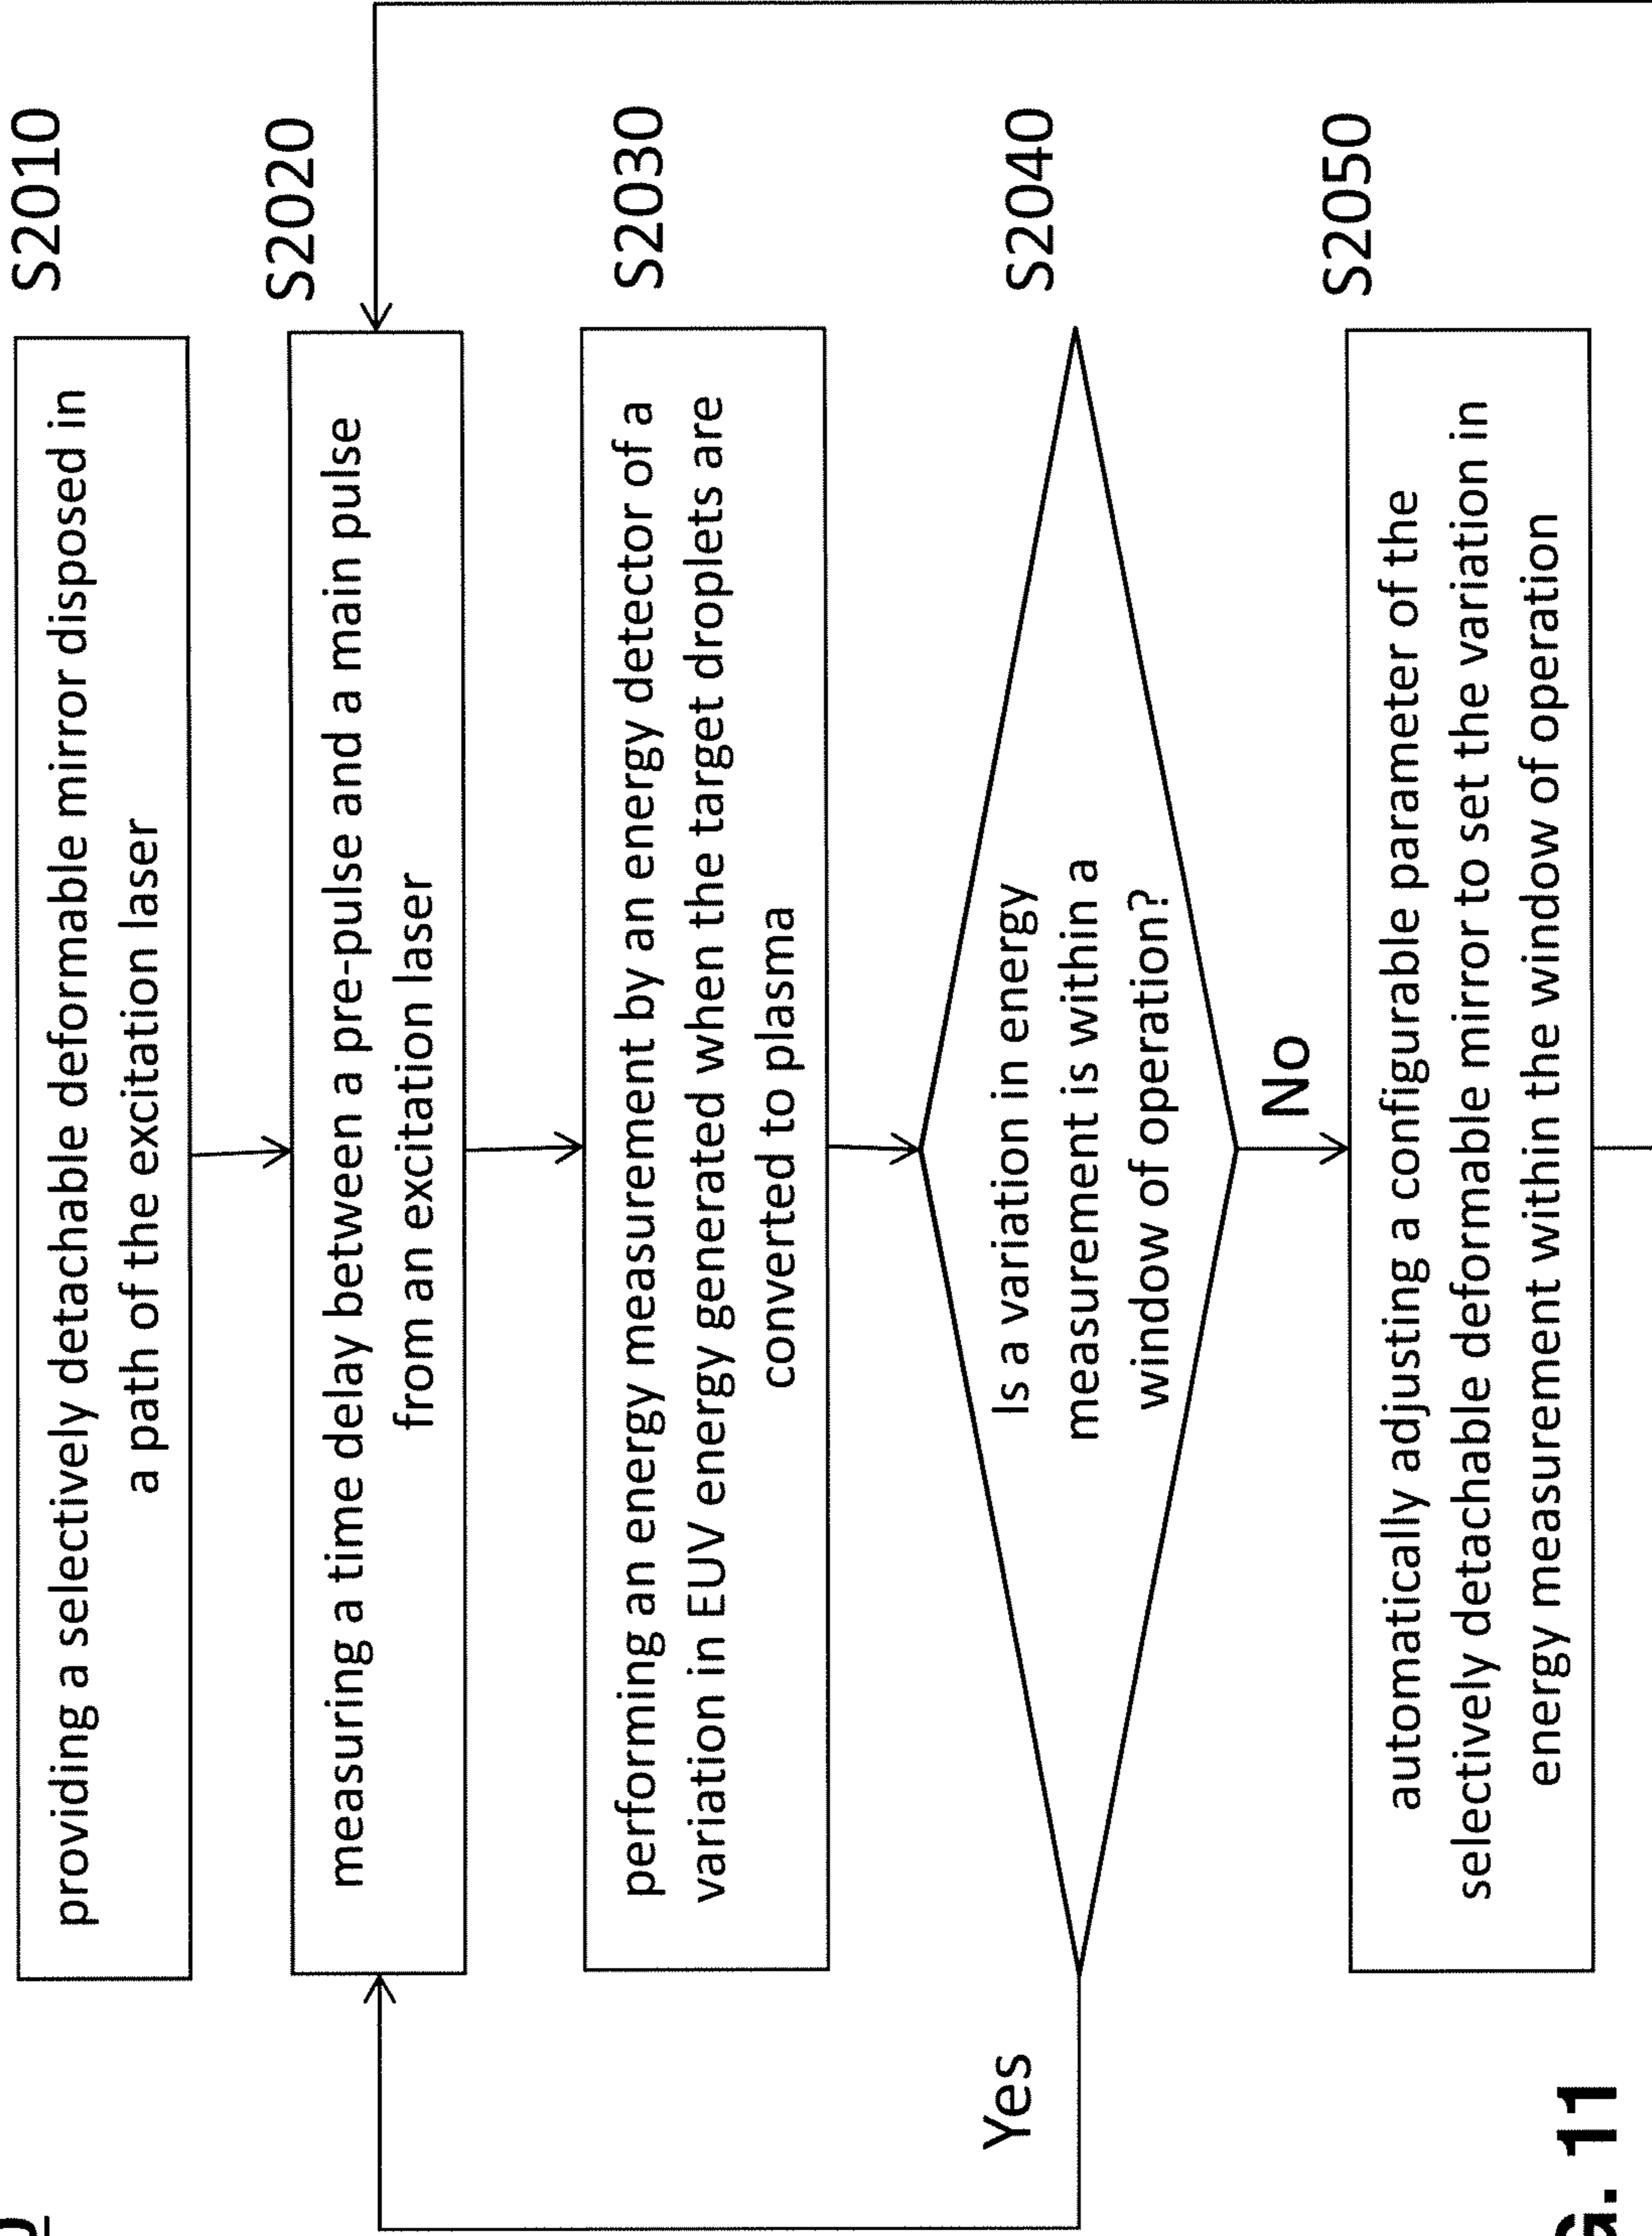 S2010
providing a selectively detachable deformable mirror disposed in
a path of the excitation laser
S2020
measuring a time delay between a pre-pulse and a main pulse
from an excitation laser
S2030
performing an energy measurement by an energy detector of a
variation in EUV energy generated when the target droplets are
converted to plasma
S2040
Is a variation in energy
measurement is within a
window of operation?
Yes
No
S2050
automatically adjusting a configurable parameter of the
selectively detachable deformable mirror to set the variation in
energy measurement within the window of operation
G. 11